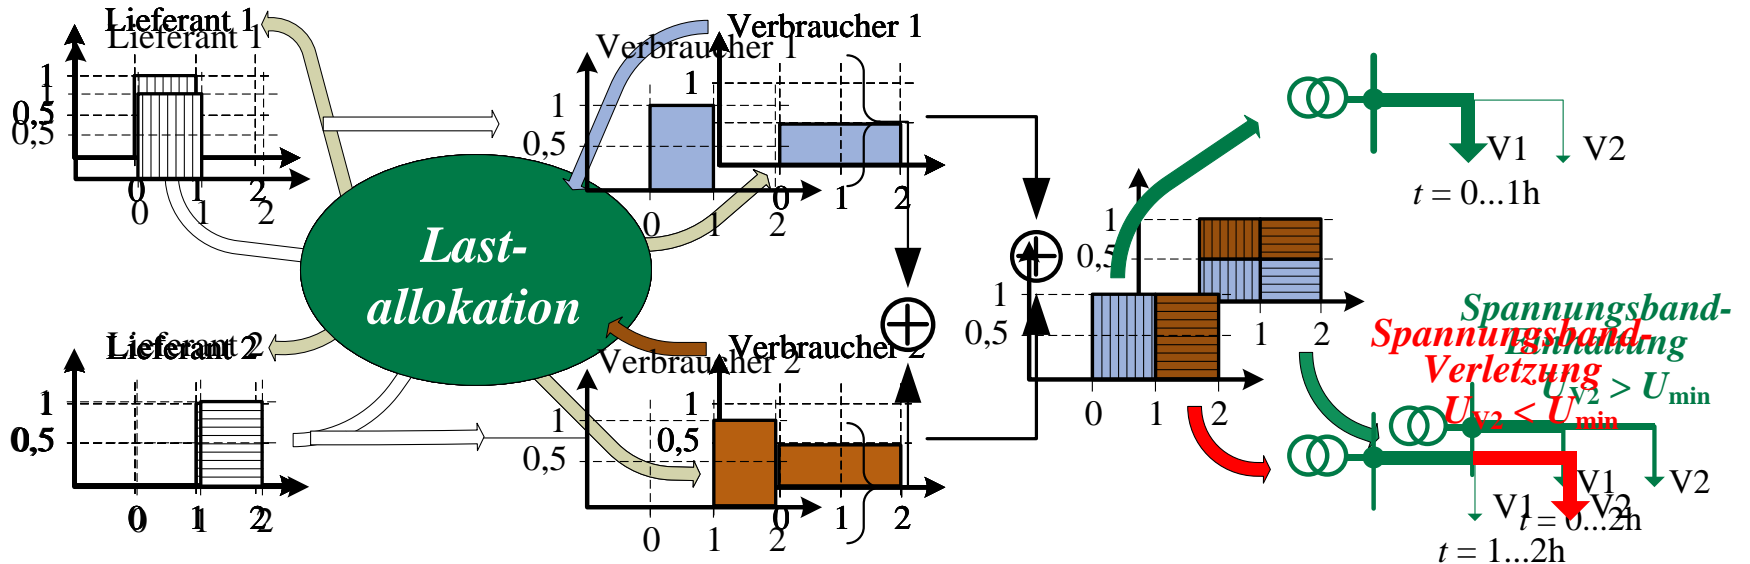 Lieferant 1
Lieferant 1
1
1
0,5
0,5
0
1
2
0
1
2
Verbraucher 1
Verbraucher 1
1
1
0,5
0
1
2
0
1
2
Last-
allokation
Lieferant 2
Lieferant 2
1
0,5
0
1
2
0
1
2
Verbraucher 2
Verbraucher 2
1
1
0,5
0,5
0
1
2
0
1
2
1
0,5
1
2
1
0,5
0
1
2
V1
V2
t = 0...1h
Spannungsband-
Einhaltung
U_V2 > U_min
Spannungsband-
Verletzung
U_V2 < U_min
V1
V2
t = 0...2h
V1
V2
t = 1...2h